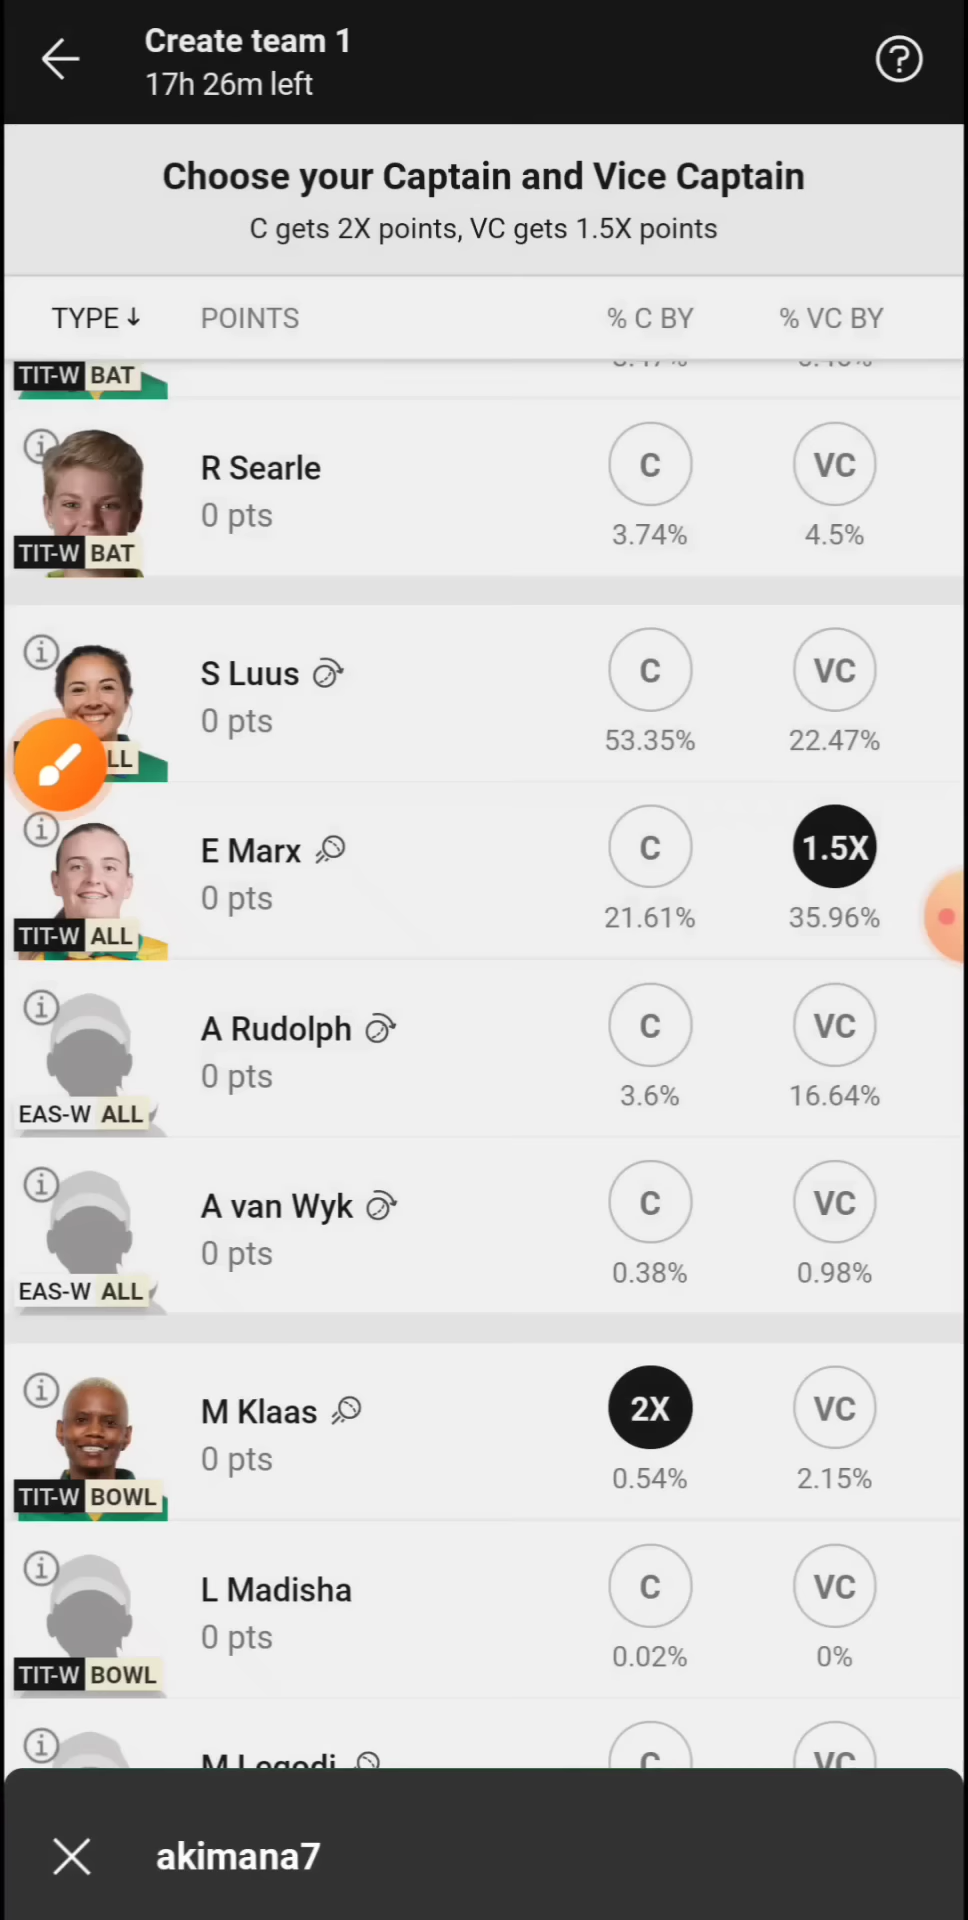 Create team 1
17h 26m left
Choose your Captain and Vice Captain
C gets 2X points, VC gets 1.5X points
TYPE ↓ POINTS % C BY % VC BY
TIT-W BAT
R Searle C VC
0 pts
3.74% 4.5%
TIT-W BAT
S Luus C VC
0 pts
53.35% 22.47%
LL
E Marx C 1.5X
0 pts
21.61% 35.96%
TIT-W ALL
A Rudolph C VC
0 pts
3.6% 16.64%
EAS-W ALL
A van Wyk C VC
0 pts
0.38% 0.98%
EAS-W ALL
M Klaas 2X VC
0 pts
0.54% 2.15%
TIT-W BOWL
L Madisha C VC
0 pts
0.02% 0%
TIT-W BOWL
M Legodi C VC
akimana7